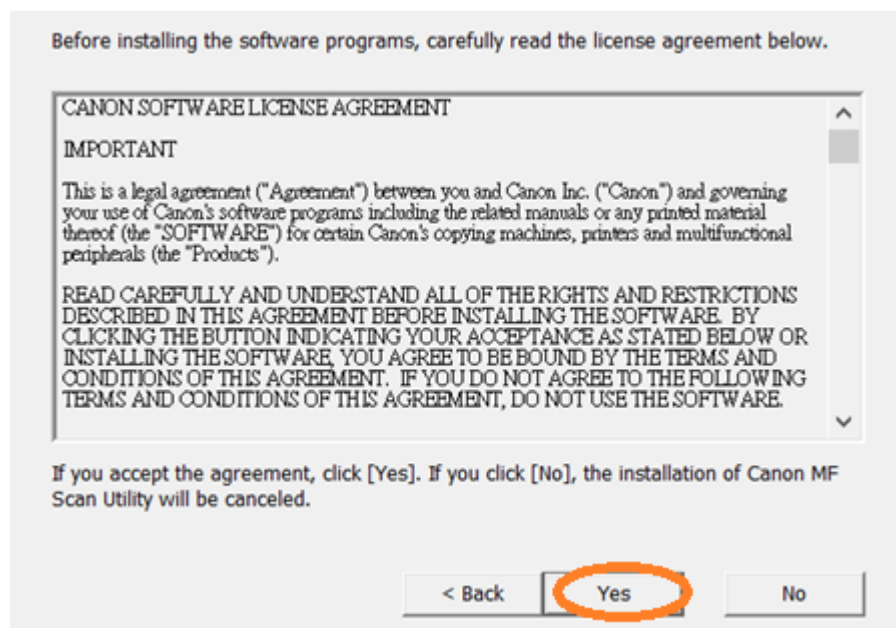 Before installing the software programs, carefully read the license agreement below.
CANON SOFTWARE LICENSE AGREEMENT
IMPORTANT
This is a legal agreement ("Agreement") between you and Canon Inc. ("Canon") and governing
your use of Canon's software programs including the related manuals or any printed material
thereof (the "SOFTWARE") for certain Canon's copying machines, printers and multifunctional
peripherals (the "Products").
READ CAREFULLY AND UNDERSTAND ALL OF THE RIGHTS AND RESTRICTIONS
DESCRIBED IN THIS AGREEMENT BEFORE INSTALLING THE SOFTWARE. BY
CLICKING THE BUTTON INDICATING YOUR ACCEPTANCE AS STATED BELOW OR
INSTALLING THE SOFTWARE, YOU AGREE TO BE BOUND BY THE TERMS AND
CONDITIONS OF THIS AGREEMENT. IF YOU DO NOT AGREE TO THE FOLLOWING
TERMS AND CONDITIONS OF THIS AGREEMENT, DO NOT USE THE SOFTWARE.
If you accept the agreement, click [Yes]. If you click [No], the installation of Canon MF
Scan Utility will be canceled.
< Back Yes No